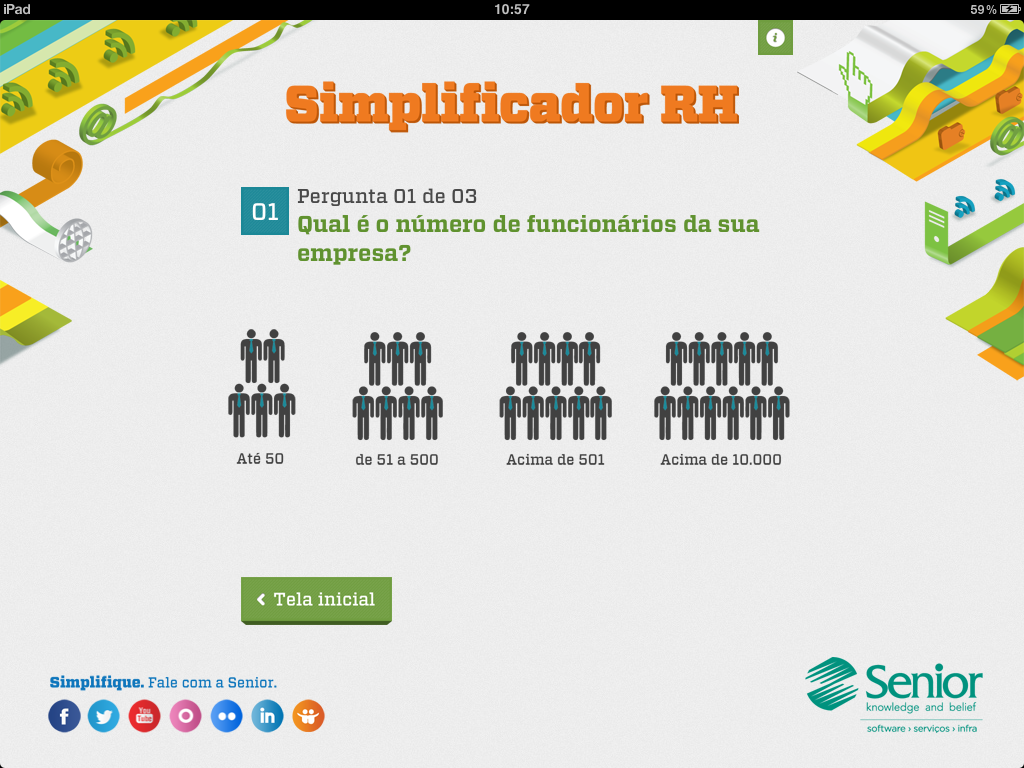 iPad
10:57
59%
Simplificador RH
01
Pergunta 01 de 03
Qual é o número de funcionários da sua
empresa?
Até 50
de 51 a 500
Acima de 501
Acima de 10.000
Tela inicial
Simplifique. Fale com a Senior.
You
Tube
in
Senior
knowledge and belief
software › serviços › infra